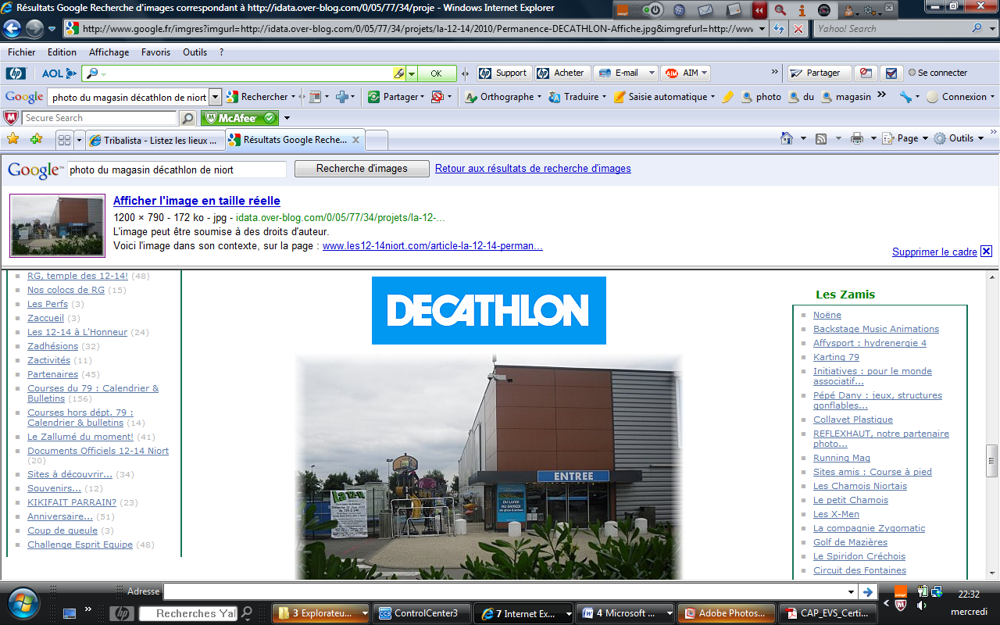 Résultats Google Recherche d'images correspondant à http://idata.over-blog.com/0/05/77/34/proje - Windows Internet Explorer
http://www.google.fr/imgres?imgurl=http://idata.over-blog.com/0/05/77/34/projets/la-12-14/2010/Permanence-DECATHLON-Affiche.jpg&imgrefurl=http://www
Yahoo! Search
Fichier Edition Affichage Favoris Outils ?
hp AOL OK hp Support hp Acheter E-mail AIM AIM » Partager Se connecter
Google photo du magasin décathlon de niort Rechercher Partager Orthographe Traduire Saisie automatique photo du magasin » Connexion
Secure Search McAfee
Tribalista - Listez les lieux ... Résultats Google Reche... Page Outils »
Google photo du magasin décathlon de niort Recherche d'images Retour aux résultats de recherche d'images
Afficher l'image en taille réelle
1200 × 790 - 172 ko - jpg - idata.over-blog.com/0/05/77/34/projets/la-12-...
L'image peut être soumise à des droits d'auteur.
Voici l'image dans son contexte, sur la page : www.les12-14niort.com/article-la-12-14-perman...
Supprimer le cadre
RG, temple des 12-14! (48)
Nos colocs de RG (15)
Les Perfs (3)
Zaccueil (3)
Les 12-14 à L'Honneur (24)
Zadhésions (32)
Zactivités (11)
Partenaires (45)
Courses du 79 : Calendrier &
Bulletins (156)
Courses hors dépt. 79 :
Calendrier & bulletins (14)
Le Zallumé du moment! (41)
Documents Officiels 12-14 Niort
(20)
Sites à découvrir... (34)
Souvenirs... (12)
KIKIFAIT PARRAIN? (23)
Anniversaire... (51)
Coup de gueule (3)
Challenge Esprit Equipe (48)
DECATHLON
ENTREE
DU LUNDI
AU SAMEDI
La 12-14
Les Zamis
Noëne
Backstage Music Animations
Affysport : hydrenergie 4
Karting 79
Initiatives : pour le monde
associatif...
Pépé Dany : jeux, structures
gonflables...
Collavet Plastique
REFLEXHAUT, notre partenaire
photo...
Running Mag
Sites amis : Course à pied
Les Chamois Niortais
Le petit Chamois
Les X-Men
La compagnie Zygomatic
Golf de Mazières
Le Spiridon Créchois
Circuit des Fontaines
Adresse
» hp Recherches Yal 3 Explorateu... ControlCenter3 7 Internet Ex... 4 Microsoft ... Adobe Photos... CAP_EVS_Certi...
22:32
mercredi